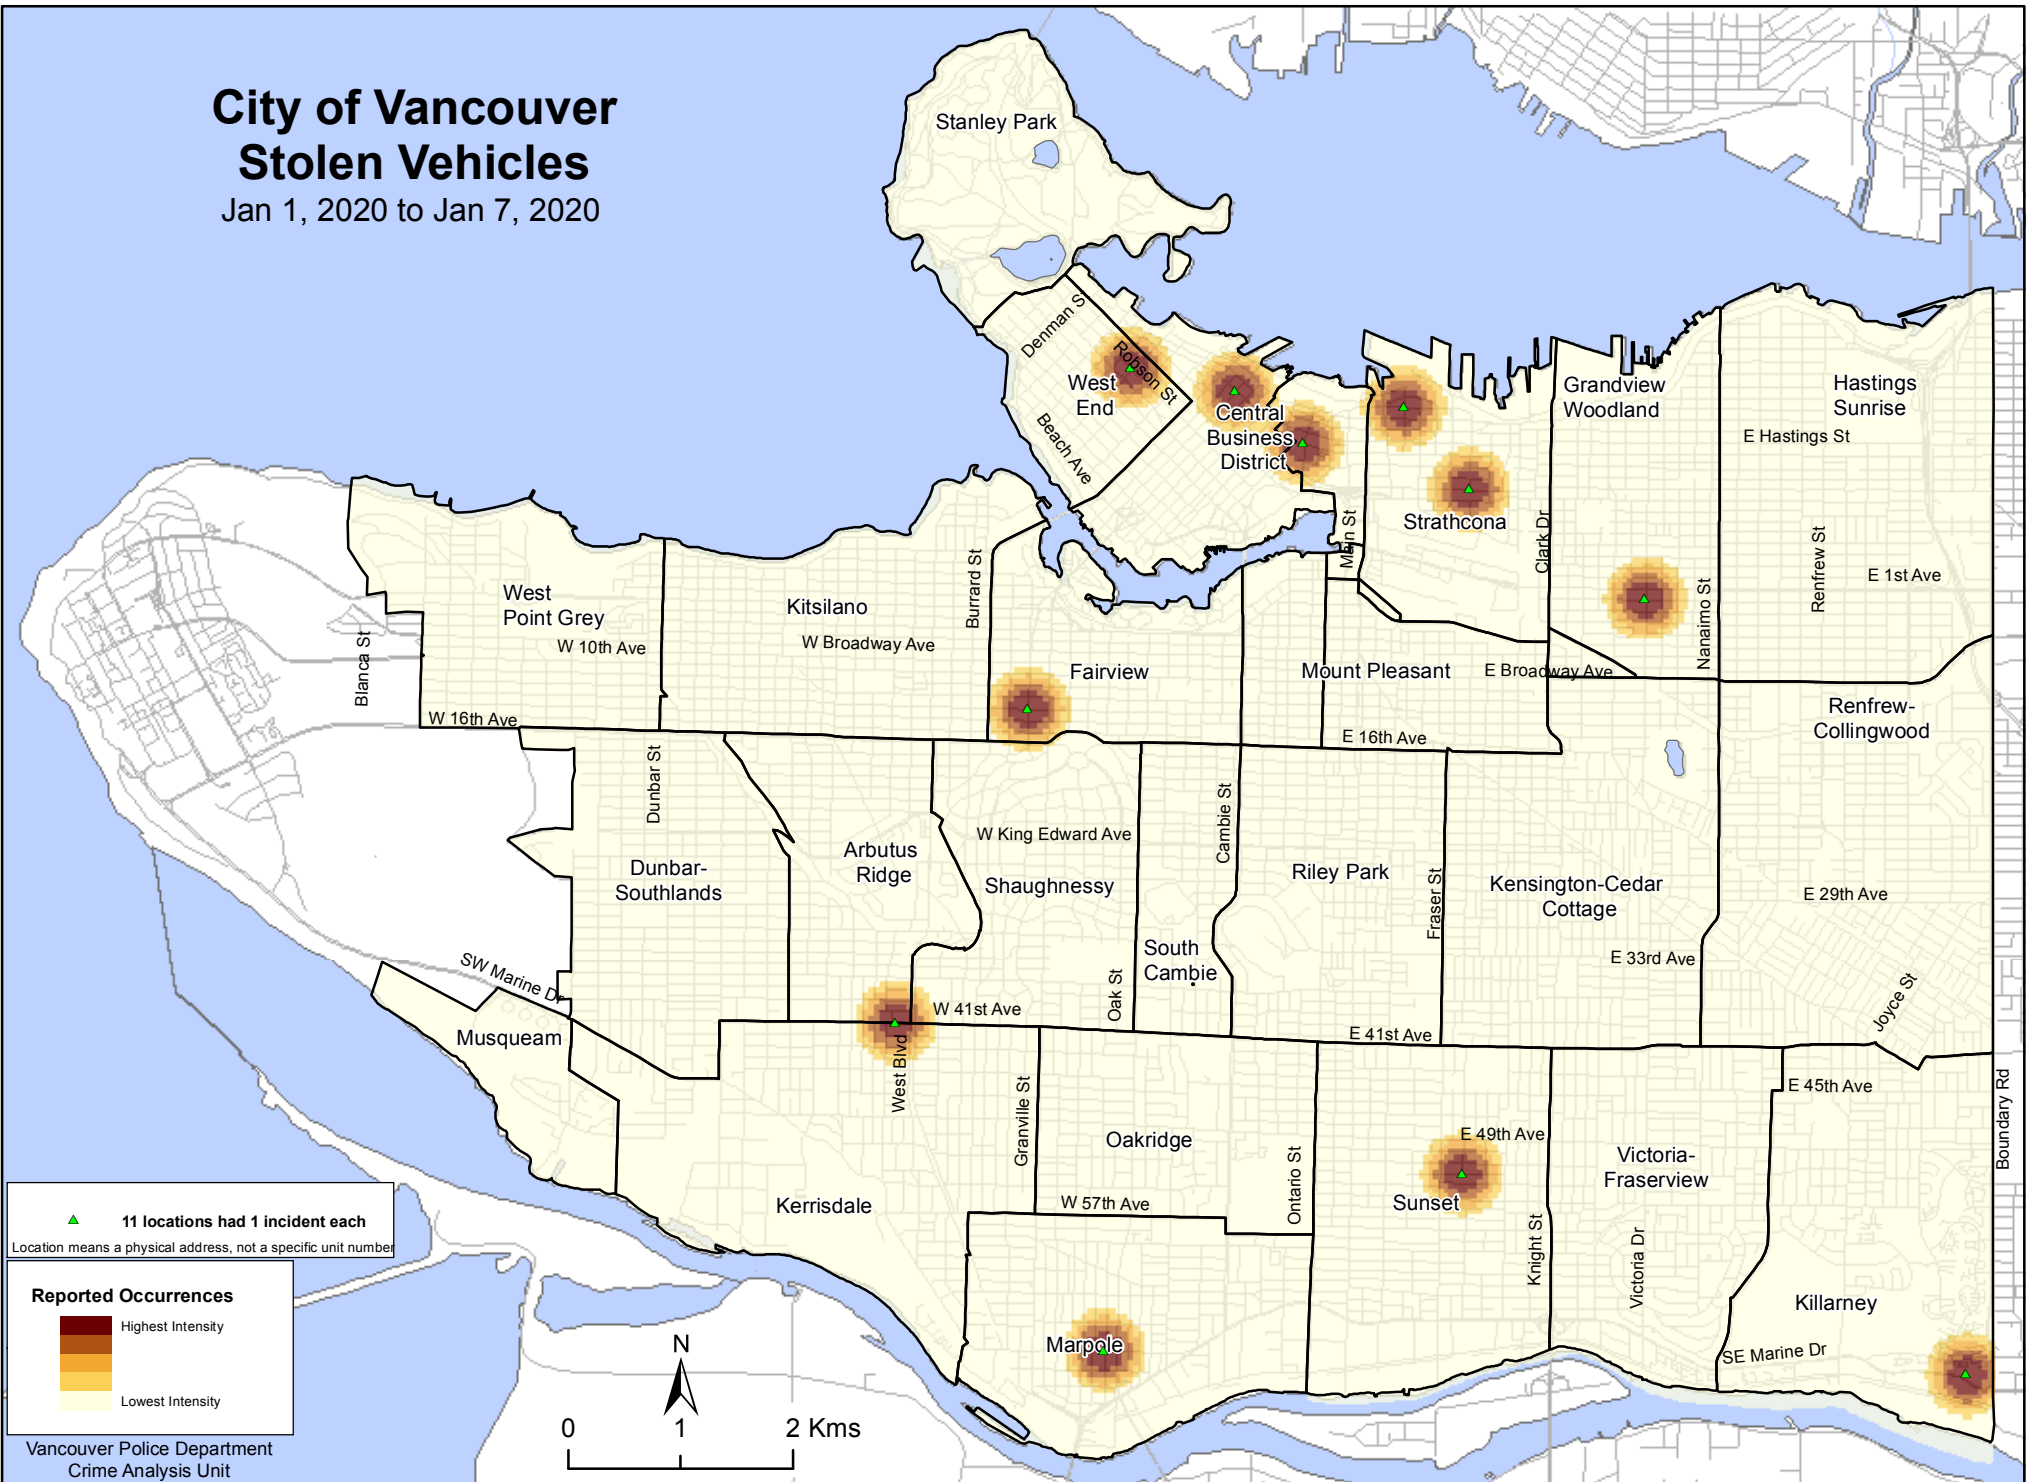 City of Vancouver
Stolen Vehicles
Jan 1, 2020 to Jan 7, 2020
Stanley Park
Denman S
Robson St
West
End
Beach Ave
Central
Business
District
Main St
Strathcona
Clark Dr
Grandview
Woodland
Nanaimo St
Hastings
Sunrise
E Hastings St
Renfrew St
E 1st Ave
West
Point Grey
W 10th Ave
Blanca St
W 16th Ave
Kitsilano
W Broadway Ave
Burrard St
Fairview
Mount Pleasant
E Broadway Ave
E 16th Ave
Renfrew-
Collingwood
Dunbar St
Dunbar-
Southlands
Arbutus
Ridge
W King Edward Ave
Shaughnessy
Cambie St
South
Cambie
Oak St
Riley Park
Fraser St
Kensington-Cedar
Cottage
E 29th Ave
E 33rd Ave
Joyce St
SW Marine Dr
Musqueam
W 41st Ave
E 41st Ave
West Blvd
Granville St
Kerrisdale
Oakridge
W 57th Ave
Ontario St
E 49th Ave
Sunset
Knight St
Victoria-
Fraserview
Victoria Dr
E 45th Ave
Boundary Rd
Killarney
SE Marine Dr
Marpole
11 locations had 1 incident each
Location means a physical address, not a specific unit number
Reported Occurrences
Highest Intensity
Lowest Intensity
Vancouver Police Department
Crime Analysis Unit
N
0 1 2 Kms